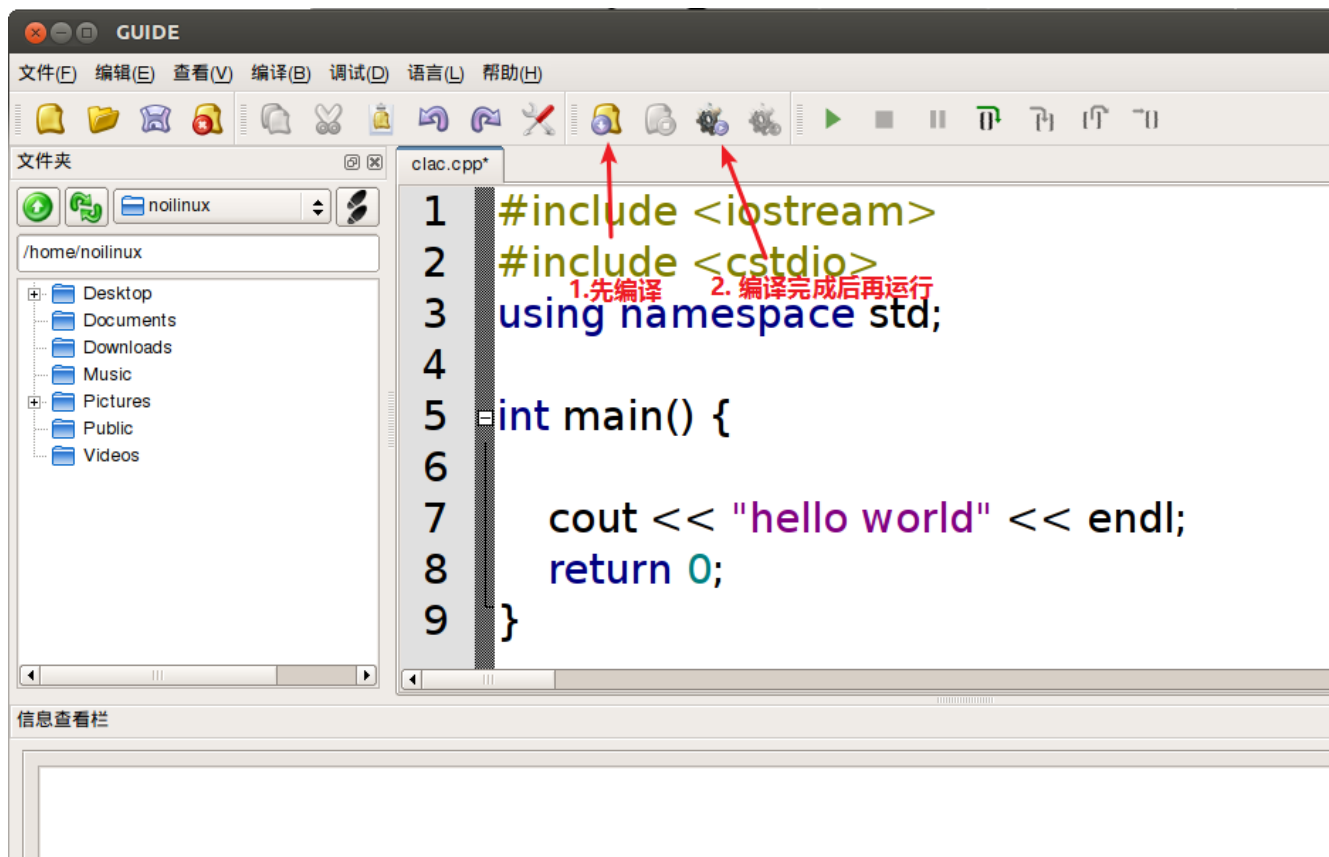 GUIDE
文件(F) 编辑(E) 查看(V) 编译(B) 调试(D) 语言(L) 帮助(H)
文件夹
noilinux
/home/noilinux
Desktop
Documents
Downloads
Music
Pictures
Public
Videos
clac.cpp*
1 #include <iostream>
2 #include <cstdio>
1.先编译 2. 编译完成后再运行
3 using namespace std;
4
5 int main() {
6
7 cout << "hello world" << endl;
8 return 0;
9 }
信息查看栏